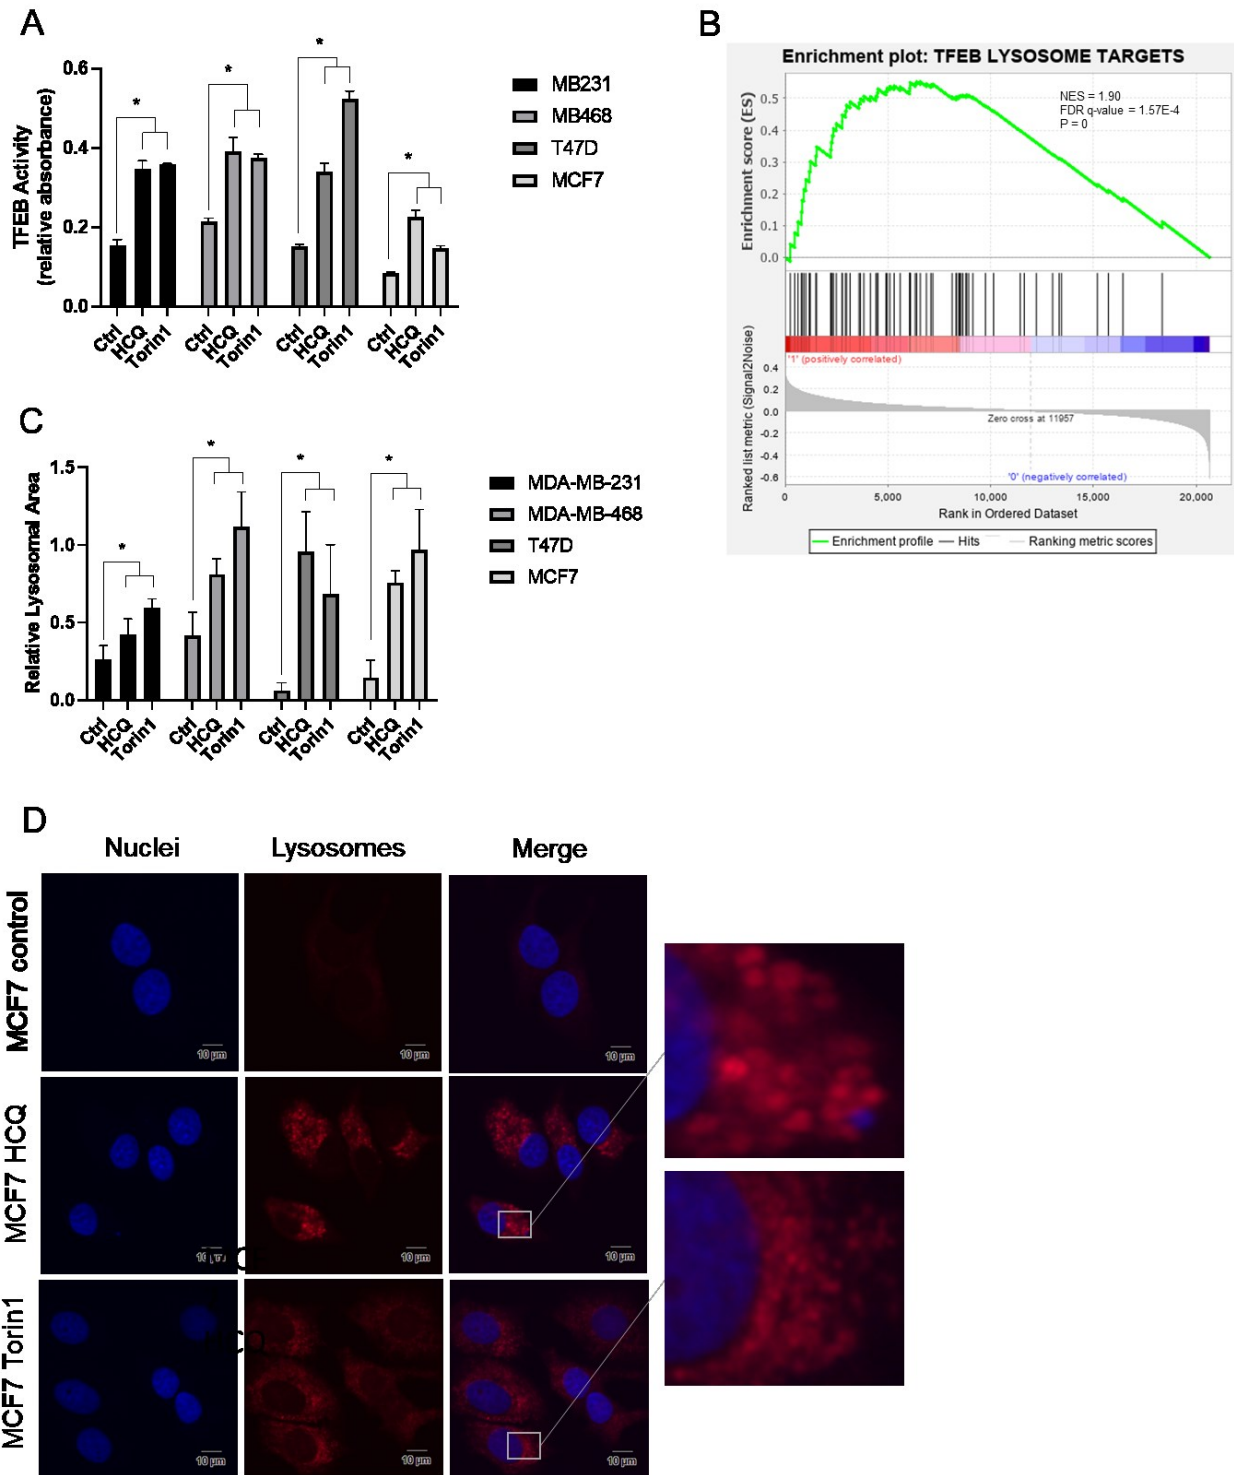 A
TFEB Activity
(relative absorbance)
0.6
0.4
0.2
0.0
*
*
*
*
Ctrl
HCQ
Torin1
Ctrl
HCQ
Torin1
Ctrl
HCQ
Torin1
Ctrl
HCQ
Torin1
MB231
MB468
T47D
MCF7
B
Enrichment plot: TFEB LYSOSOME TARGETS
NES = 1.90
FDR q-value = 1.57E-4
P = 0
Enrichment score (ES)
0.5
0.4
0.3
0.2
0.1
0.0
'1' (positively correlated)
Ranked list metric (Signal2Noise)
0.4
0.2
0.0
-0.2
-0.4
-0.6
Zero cross at 11957
'0' (negatively correlated)
0
5,000
10,000
15,000
20,000
Rank in Ordered Dataset
Enrichment profile
Hits
Ranking metric scores
C
Relative Lysosomal Area
1.5
1.0
0.5
0.0
*
*
*
*
Ctrl
HCQ
Torin1
Ctrl
HCQ
Torin1
Ctrl
HCQ
Torin1
Ctrl
HCQ
Torin1
MDA-MB-231
MDA-MB-468
T47D
MCF7
D
Nuclei
Lysosomes
Merge
MCF7 control
10 µm
10 µm
10 µm
MCF7 HCQ
10 µm
10 µm
MCF7 Torin1
HCQ
10 µm
10 µm
10 µm